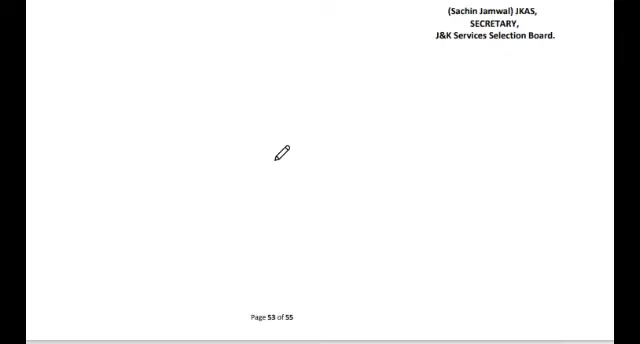 (Sachin Jamwal) JKAS,
SECRETARY,
J&K Services Selection Board.
Page 53 of 55